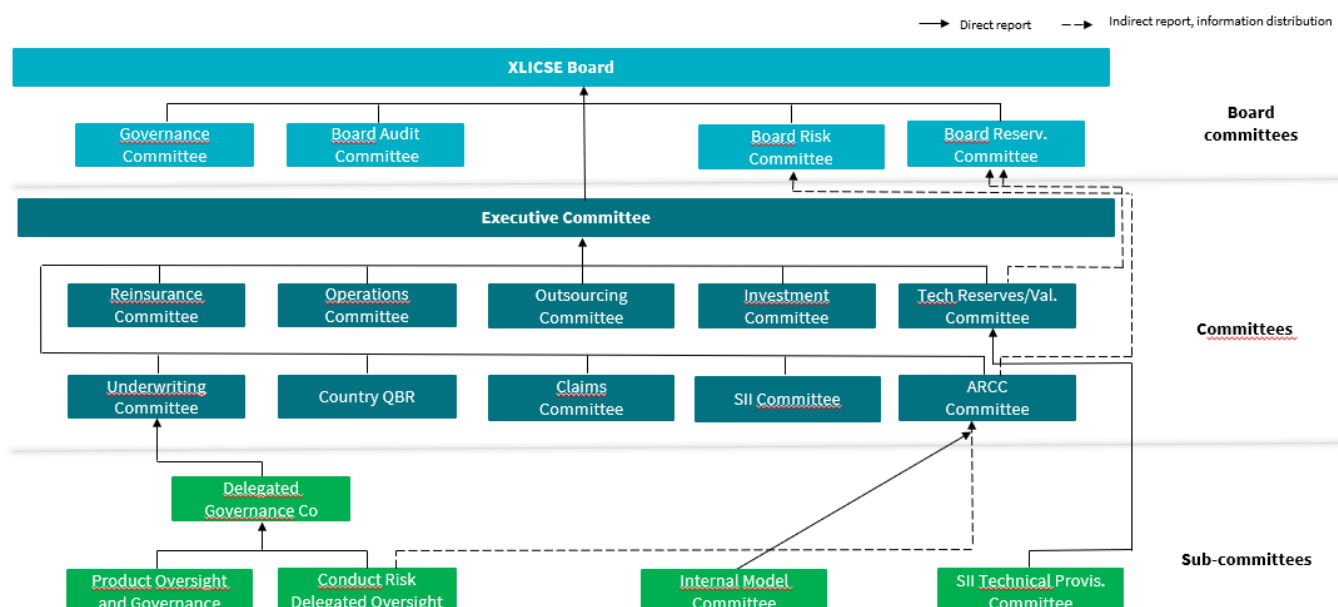 Direct report
Indirect report, information distribution
XLICSE Board
Governance
Committee
Board Audit
Committee
Board Risk
Committee
Board Reserv.
Committee
Board
committees
Executive Committee
Reinsurance
Committee
Operations
Committee
Outsourcing
Committee
Investment
Committee
Tech Reserves/Val.
Committee
Committees
Underwriting
Committee
Country QBR
Claims
Committee
SII Committee
ARCC
Committee
Delegated
Governance Co
Sub-committees
Product Oversight
and Governance
Conduct Risk
Delegated Oversight
Internal Model
Committee
SII Technical Provis.
Committee